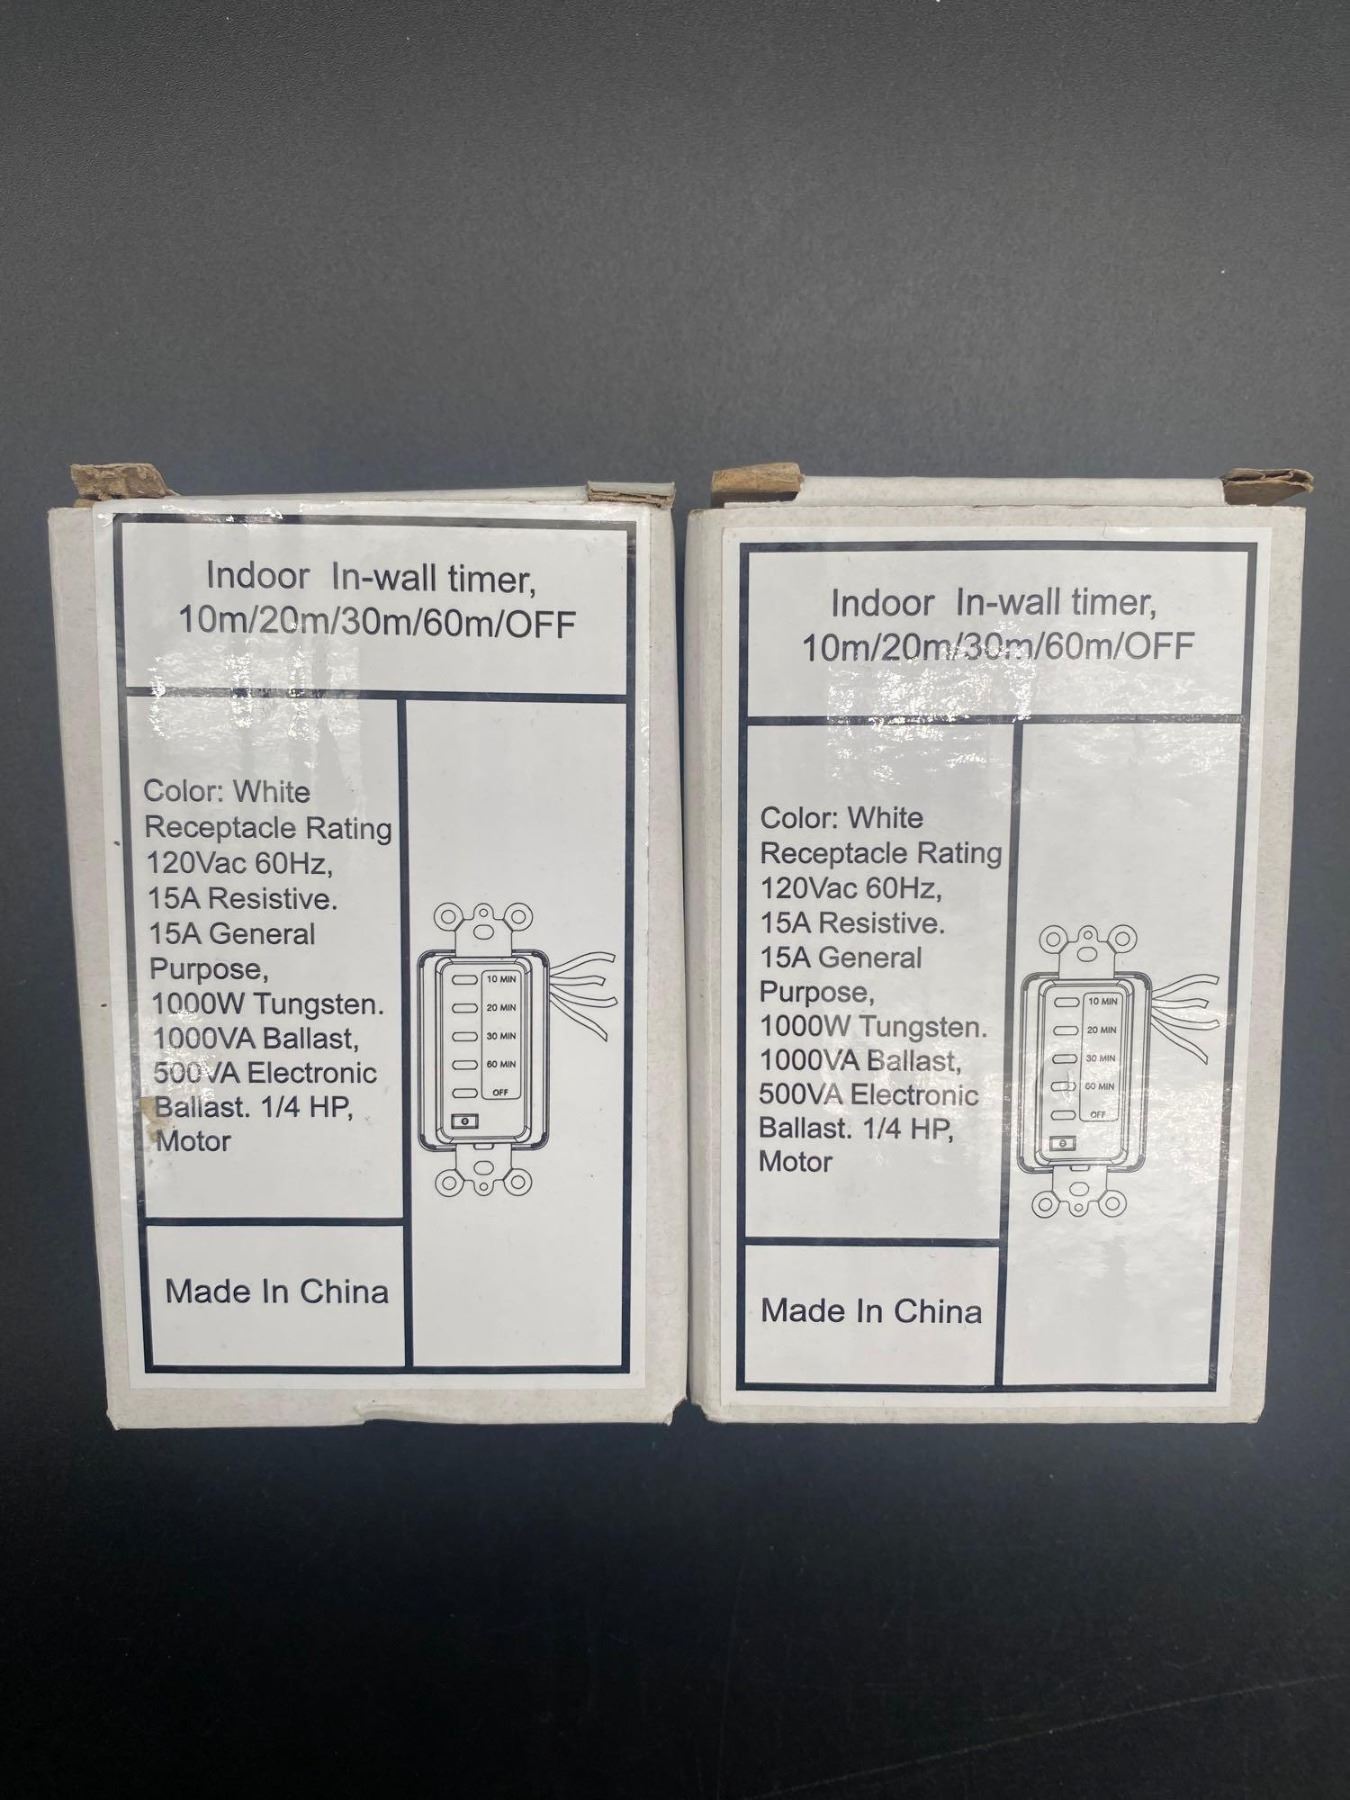 Indoor In-wall timer,
10m/20m/30m/60m/OFF
Color: White
Receptacle Rating
120Vac 60Hz,
15A Resistive.
15A General
Purpose,
1000W Tungsten.
1000VA Ballast,
500VA Electronic
Ballast. 1/4 HP,
Motor
10 MIN
20 MIN
30 MIN
60 MIN
OFF
Made In China
Indoor In-wall timer,
10m/20m/30m/60m/OFF
Color: White
Receptacle Rating
120Vac 60Hz,
15A Resistive.
15A General
Purpose,
1000W Tungsten.
1000VA Ballast,
500VA Electronic
Ballast. 1/4 HP,
Motor
10 MIN
20 MIN
30 MIN
60 MIN
OFF
Made In China